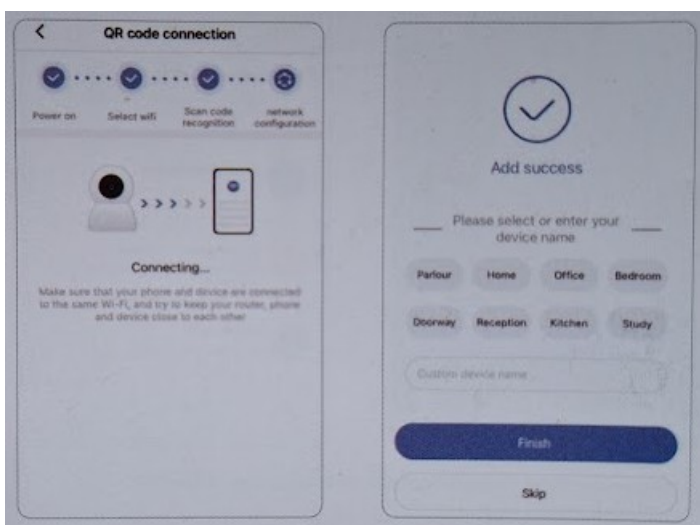 QR code connection
Power on
Select wifi
Scan code
recognition
network
configuration
Connecting...
Make sure that your phone and device are connected
to the same Wi-Fi, and try to keep your router, phone
and device close to each other
Add success
Please select or enter your
device name
Parlour Home Office Bedroom
Doorway Reception Kitchen Study
Custom device name
Finish
Skip